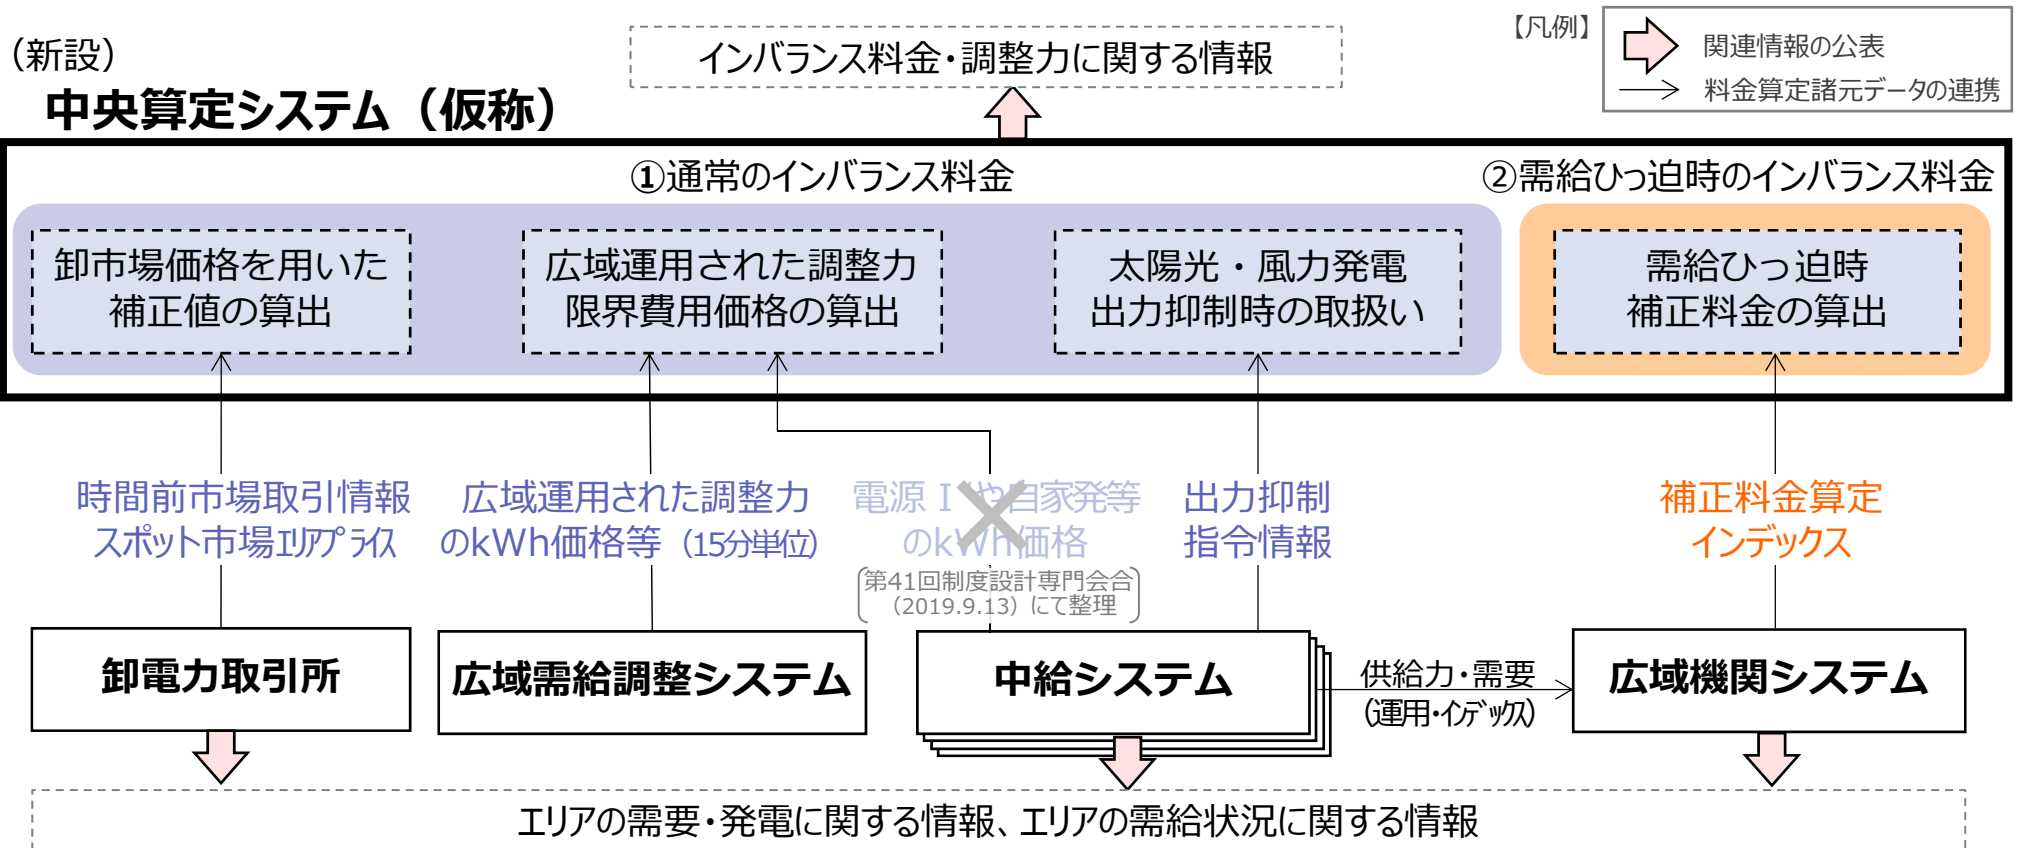 (新設)
中央算定システム（仮称）
インバランス料金・調整力に関する情報
【凡例】
関連情報の公表
料金算定諸元データの連携
①通常のインバランス料金
②需給ひっ迫時のインバランス料金
卸市場価格を用いた
補正値の算出
広域運用された調整力
限界費用価格の算出
太陽光・風力発電
出力抑制時の取扱い
需給ひっ迫時
補正料金の算出
時間前市場取引情報
スポット市場エリアプライス
広域運用された調整力
のkWh価格等（15分単位）
電源Ⅰ'や自家発等
のkWh価格
第41回制度設計専門会合
（2019.9.13）にて整理
出力抑制
指令情報
補正料金算定
インデックス
卸電力取引所
広域需給調整システム
中給システム
供給力・需要
(運用・インデックス)
広域機関システム
エリアの需要・発電に関する情報、エリアの需給状況に関する情報